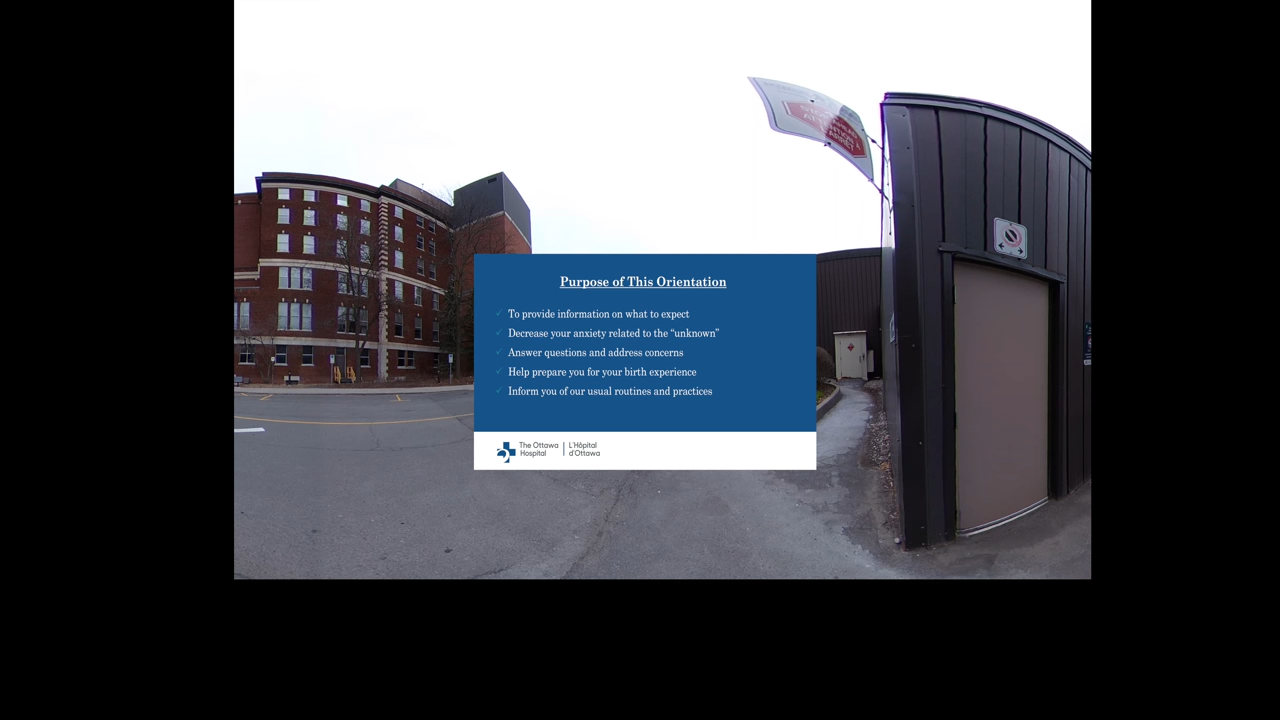 Purpose of This Orientation
✓ To provide information on what to expect
✓ Decrease your anxiety related to the “unknown”
✓ Answer questions and address concerns
✓ Help prepare you for your birth experience
✓ Inform you of our usual routines and practices
The Ottawa Hospital
L'Hôpital d'Ottawa